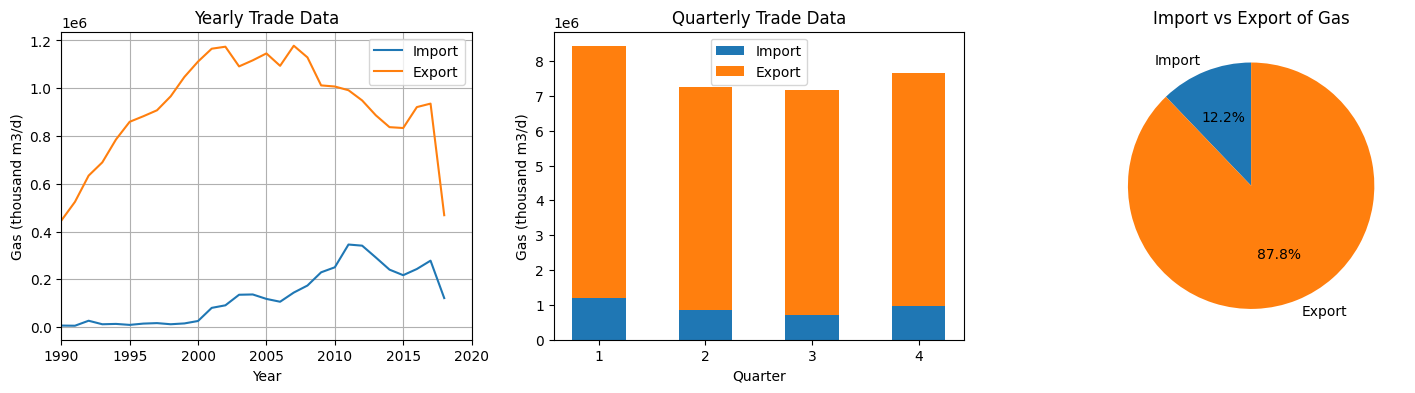 Yearly Trade Data
1e6
Import
Export
1.2
1.0
0.8
0.6
0.4
0.2
0.0
Gas (thousand m3/d)
1990 1995 2000 2005 2010 2015 2020
Year
Quarterly Trade Data
1e6
Import
Export
8
7
6
5
4
3
2
1
0
Gas (thousand m3/d)
1 2 3 4
Quarter
Import vs Export of Gas
Import
12.2%
87.8%
Export